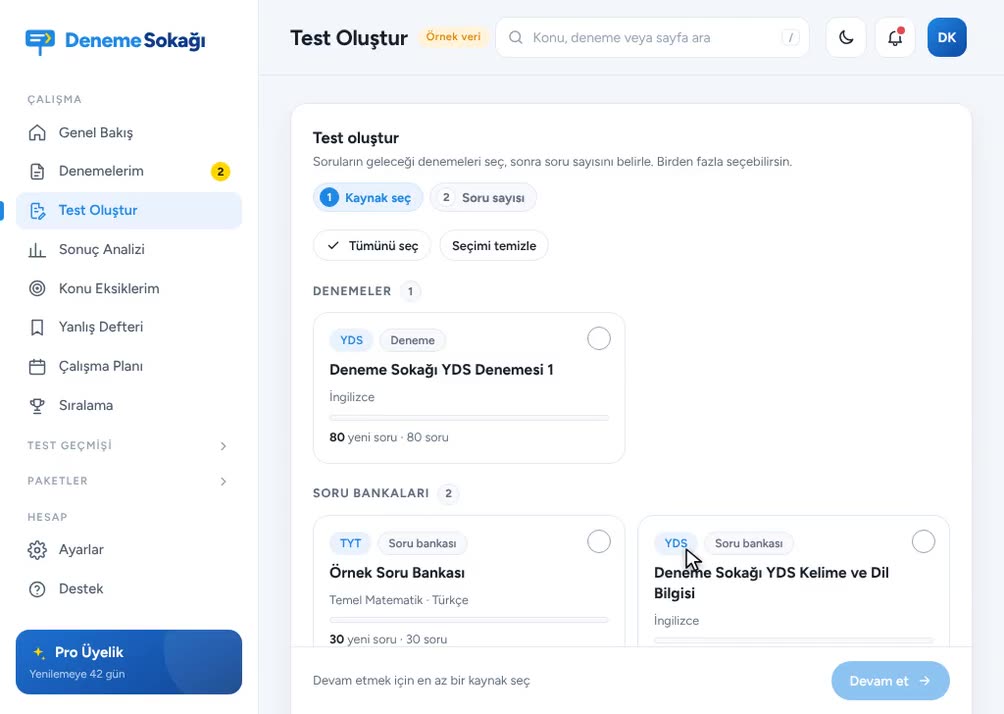 Deneme Sokağı
Test Oluştur
Örnek veri
Konu, deneme veya sayfa ara
/
DK
ÇALIŞMA
Genel Bakış
Denemelerim
2
Test Oluştur
Sonuç Analizi
Konu Eksiklerim
Yanlış Defteri
Çalışma Planı
Sıralama
TEST GEÇMİŞİ
PAKETLER
HESAP
Ayarlar
Destek
Pro Üyelik
Yenilemeye 42 gün
Test oluştur
Soruların geleceği denemeleri seç, sonra soru sayısını belirle. Birden fazla seçebilirsin.
1 Kaynak seç
2 Soru sayısı
Tümünü seç
Seçimi temizle
DENEMELER 1
YDS Deneme
Deneme Sokağı YDS Denemesi 1
İngilizce
80 yeni soru · 80 soru
SORU BANKALARI 2
TYT Soru bankası
Örnek Soru Bankası
Temel Matematik · Türkçe
30 yeni soru · 30 soru
YDS Soru bankası
Deneme Sokağı YDS Kelime ve Dil
Bilgisi
İngilizce
Devam etmek için en az bir kaynak seç
Devam et